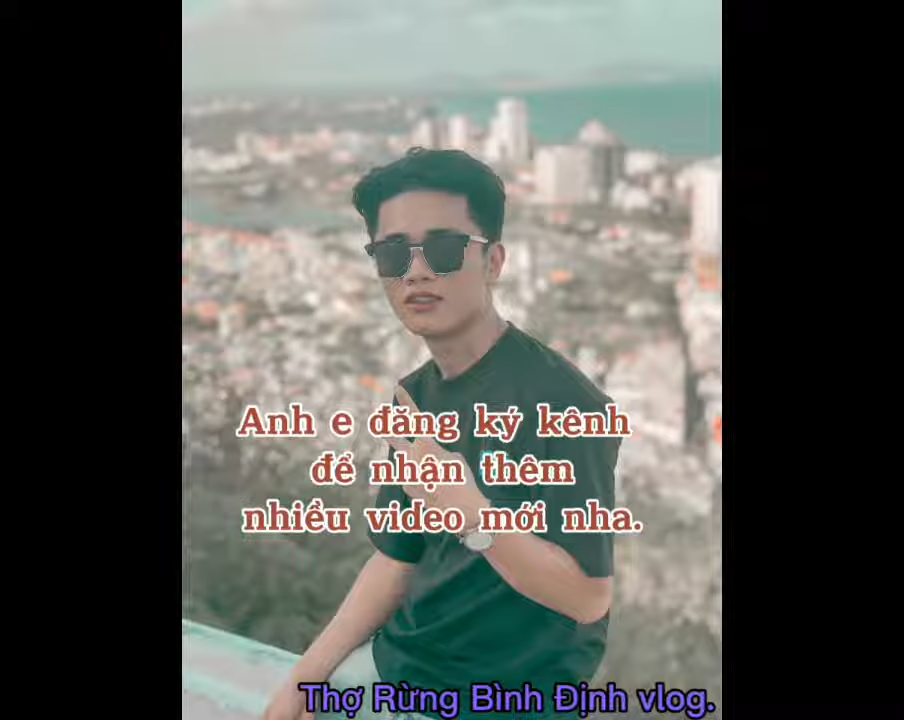 Anh e đăng ký kênh
để nhận thêm
nhiều video mới nha.
Thợ Rừng Bình Định vlog.